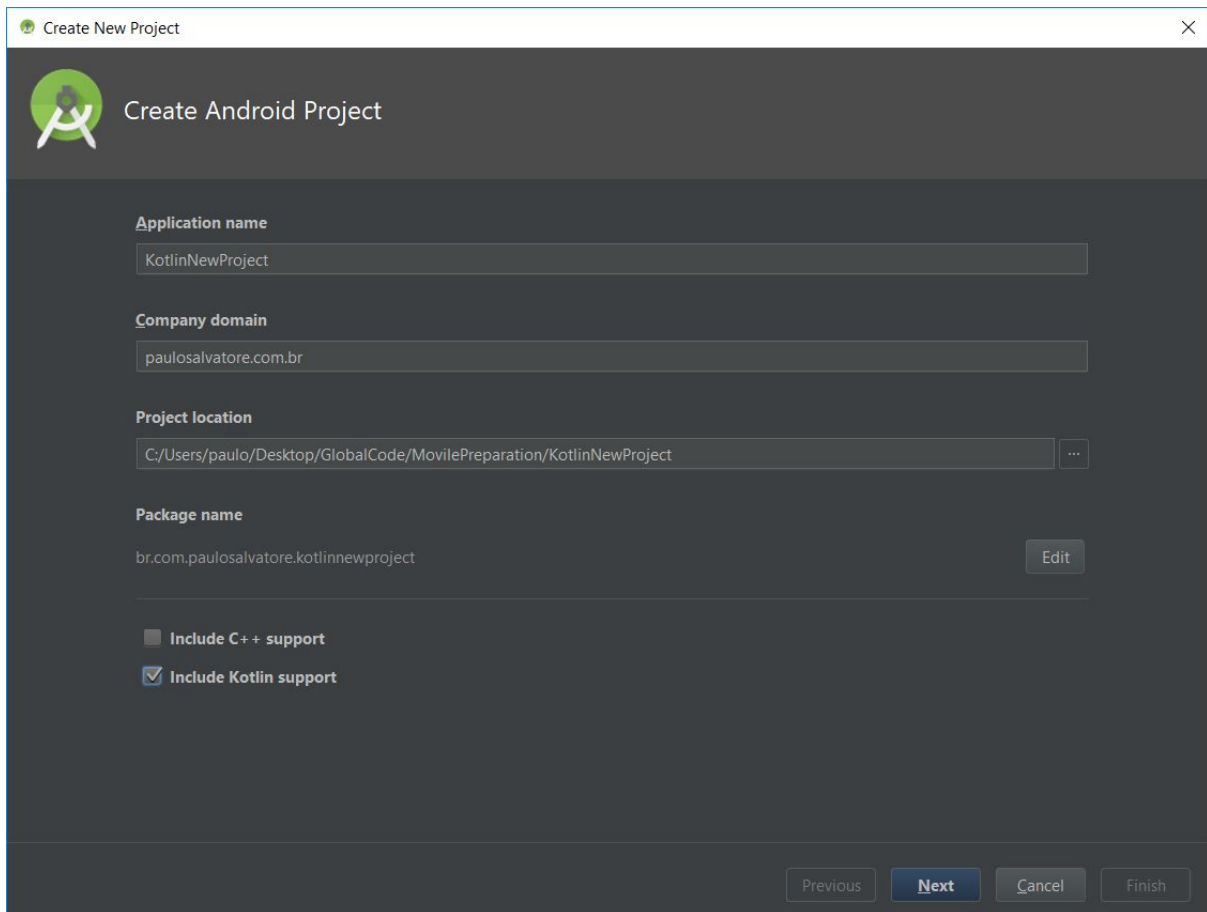 Create New Project
Create Android Project
Application name
KotlinNewProject
Company domain
paulosalvatore.com.br
Project location
C:/Users/paulo/Desktop/GlobalCode/MovilePreparation/KotlinNewProject
...
Package name
br.com.paulosalvatore.kotlinnewproject
Edit
Include C++ support
Include Kotlin support
Previous
Next
Cancel
Finish